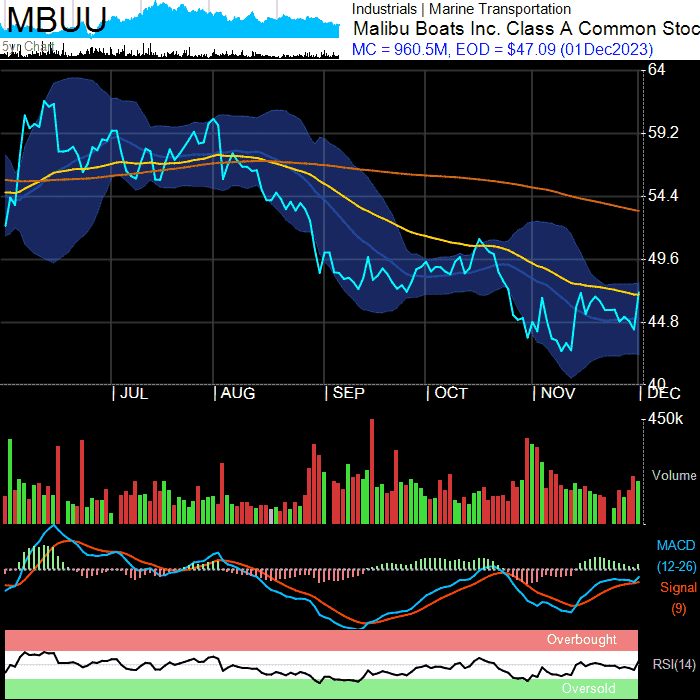 MBUU
5yr Chart
Industrials | Marine Transportation
Malibu Boats Inc. Class A Common Stoc
MC = 960.5M, EOD = $47.09 (01Dec2023)
64
59.2
54.4
49.6
44.8
40
| JUL | AUG | SEP | OCT | NOV | DEC
450k
Volume
MACD
(12-26)
Signal
(9)
Overbought
RSI(14)
Oversold